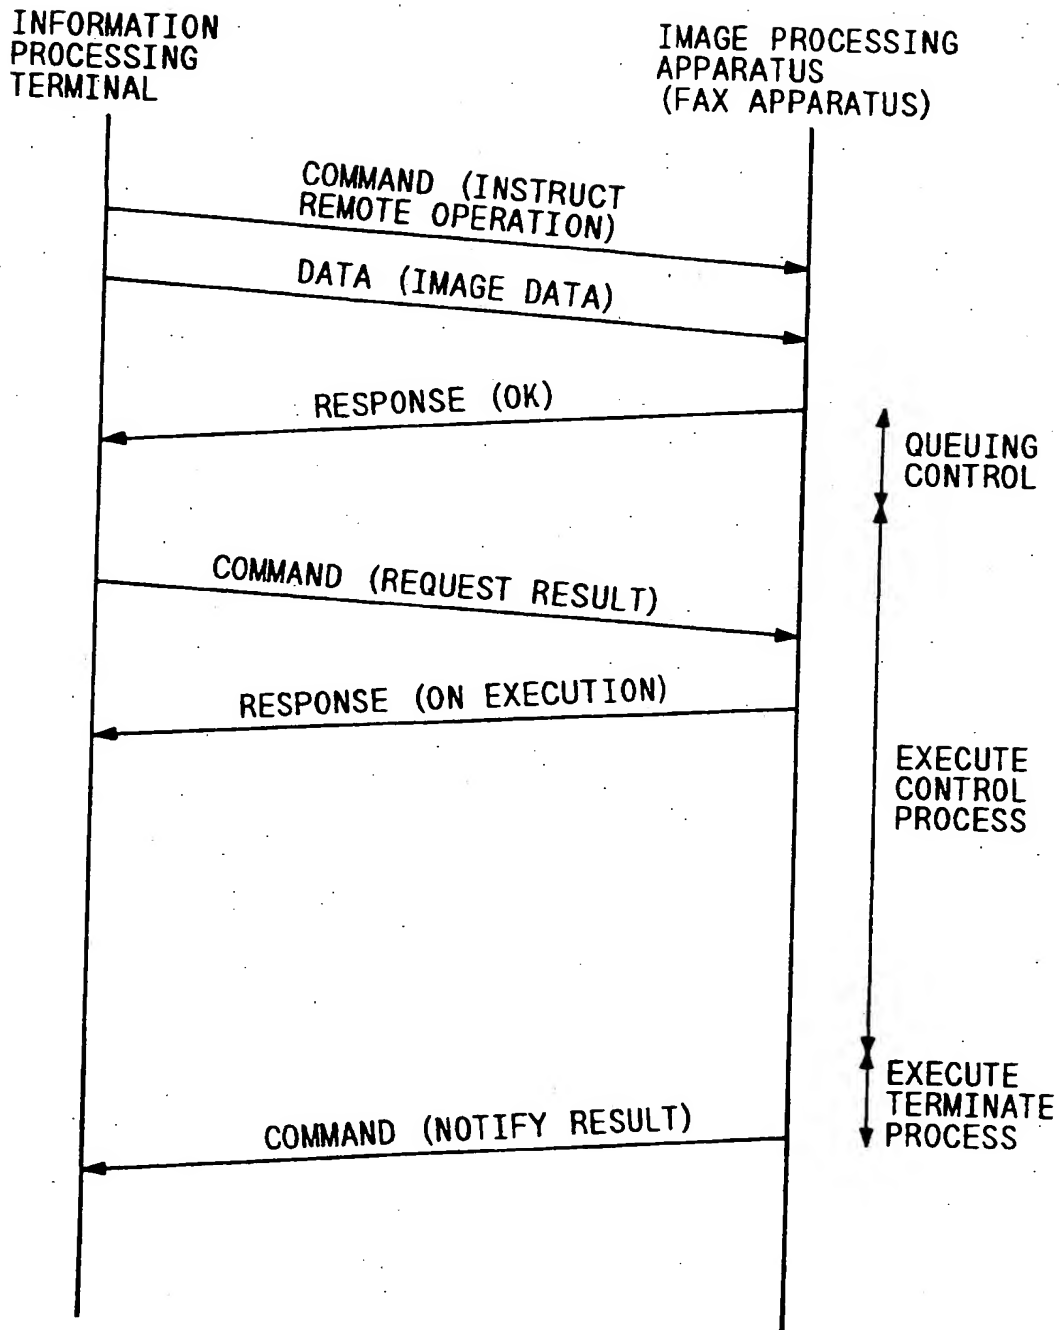 INFORMATION
PROCESSING
TERMINAL
IMAGE PROCESSING
APPARATUS
(FAX APPARATUS)
COMMAND (INSTRUCT
REMOTE OPERATION)
DATA (IMAGE DATA)
RESPONSE (OK)
QUEUING
CONTROL
COMMAND (REQUEST RESULT)
RESPONSE (ON EXECUTION)
EXECUTE
CONTROL
PROCESS
EXECUTE
TERMINATE
PROCESS
COMMAND (NOTIFY RESULT)